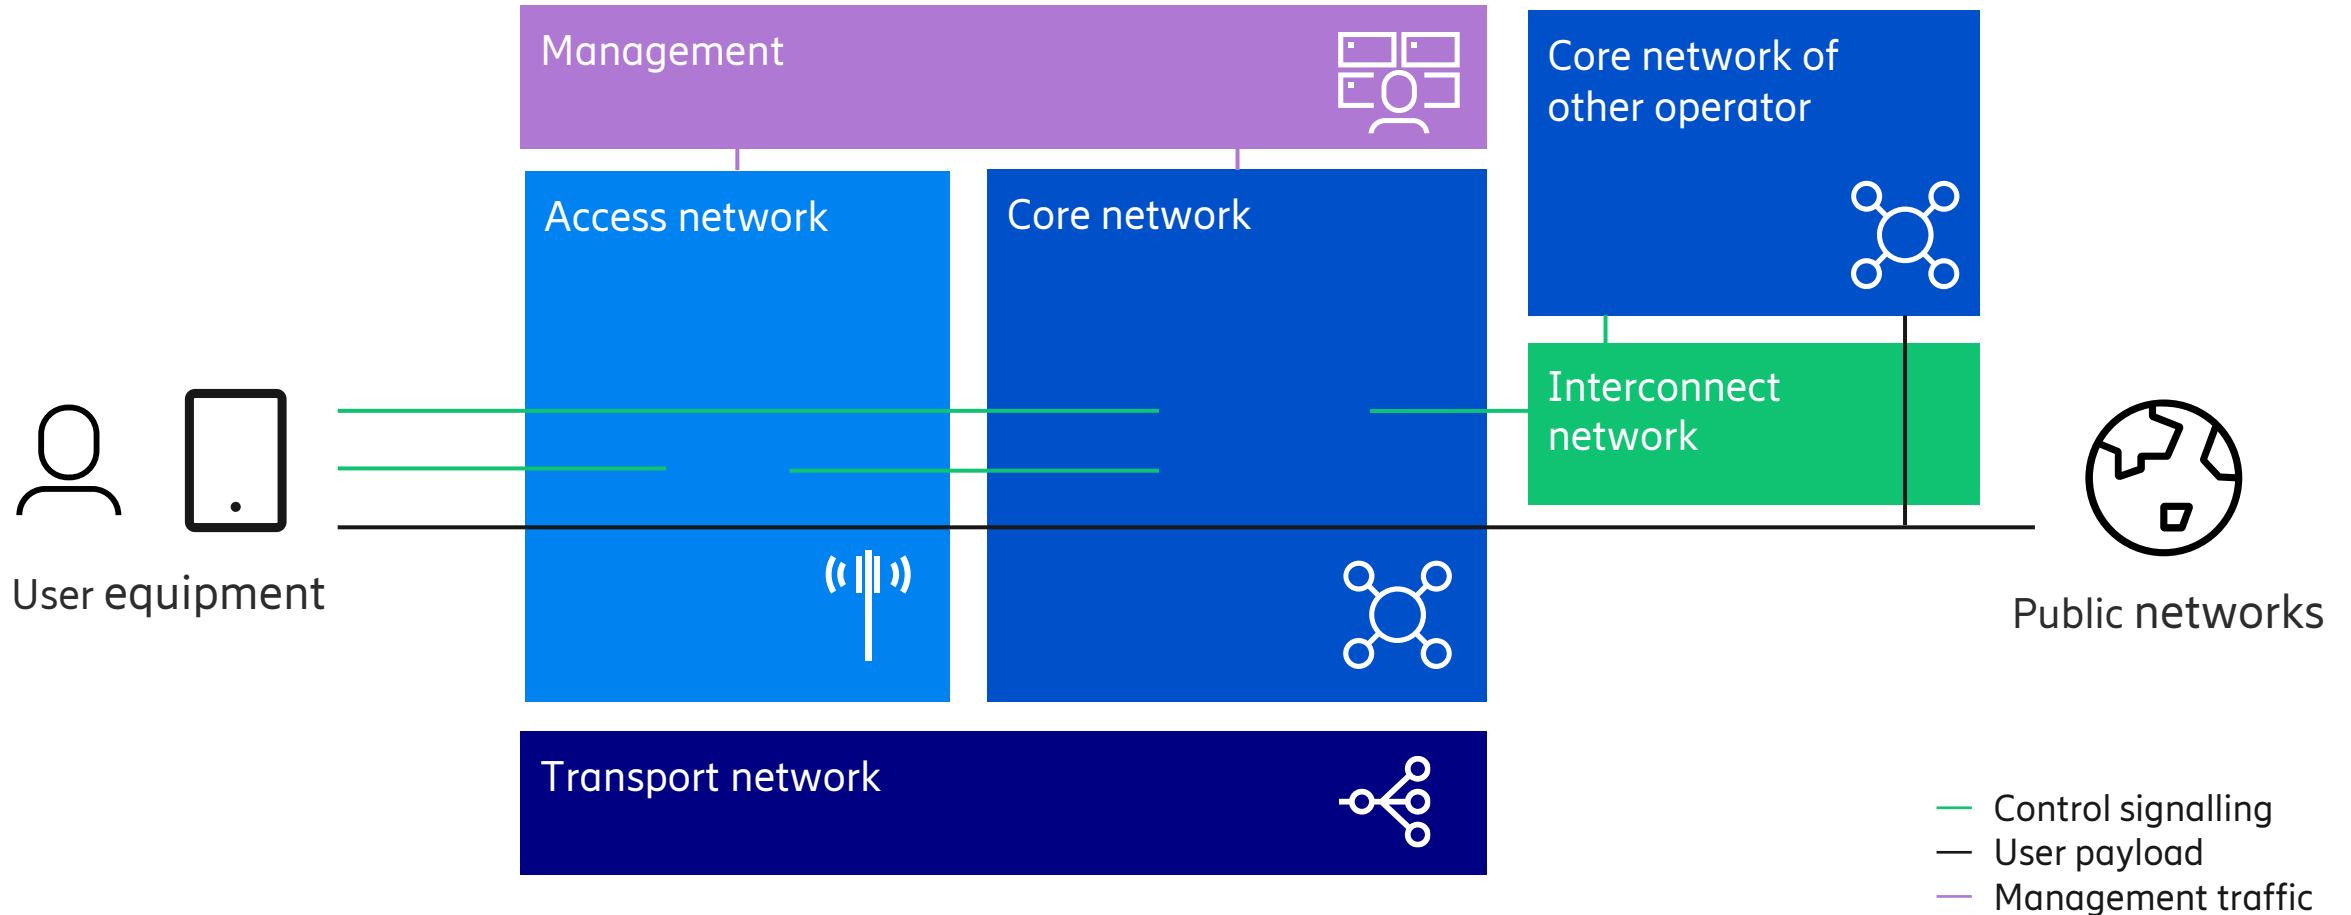 Management
Core network of
other operator
Access network
Core network
Interconnect
network
User equipment
Public networks
Transport network
Control signalling
User payload
Management traffic